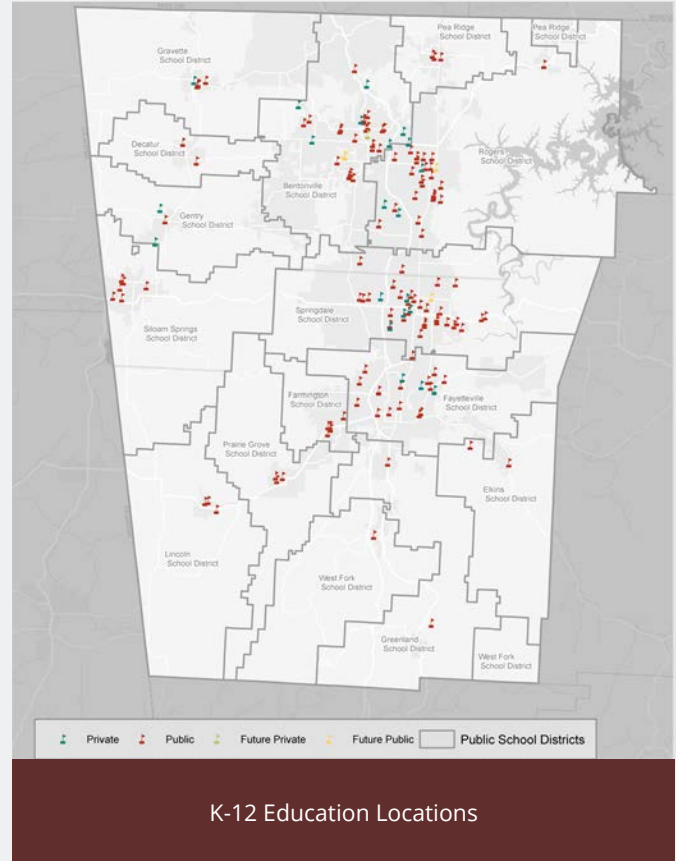 Pea Ridge
School District
Pea Ridge
School District
Gravette
School District
Decatur
School District
Rogers
School District
Bentonville
School District
Gentry
School District
Springdale
School District
Siloam Springs
School District
Farmington
School District
Fayetteville
School District
Prairie Grove
School District
Elkins
School District
Lincoln
School District
West Fork
School District
Greenland
School District
West Fork
School District
Private
Public
Future Private
Future Public
Public School Districts
K-12 Education Locations